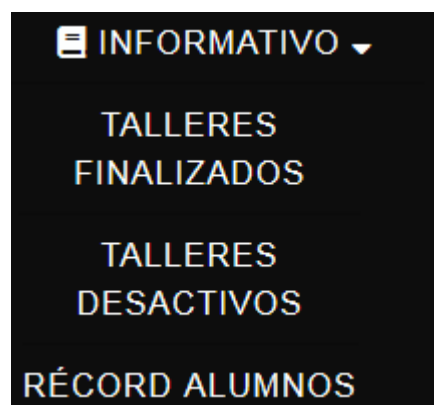 INFORMATIVO
TALLERES
FINALIZADOS
TALLERES
DESACTIVOS
RÉCORD ALUMNOS